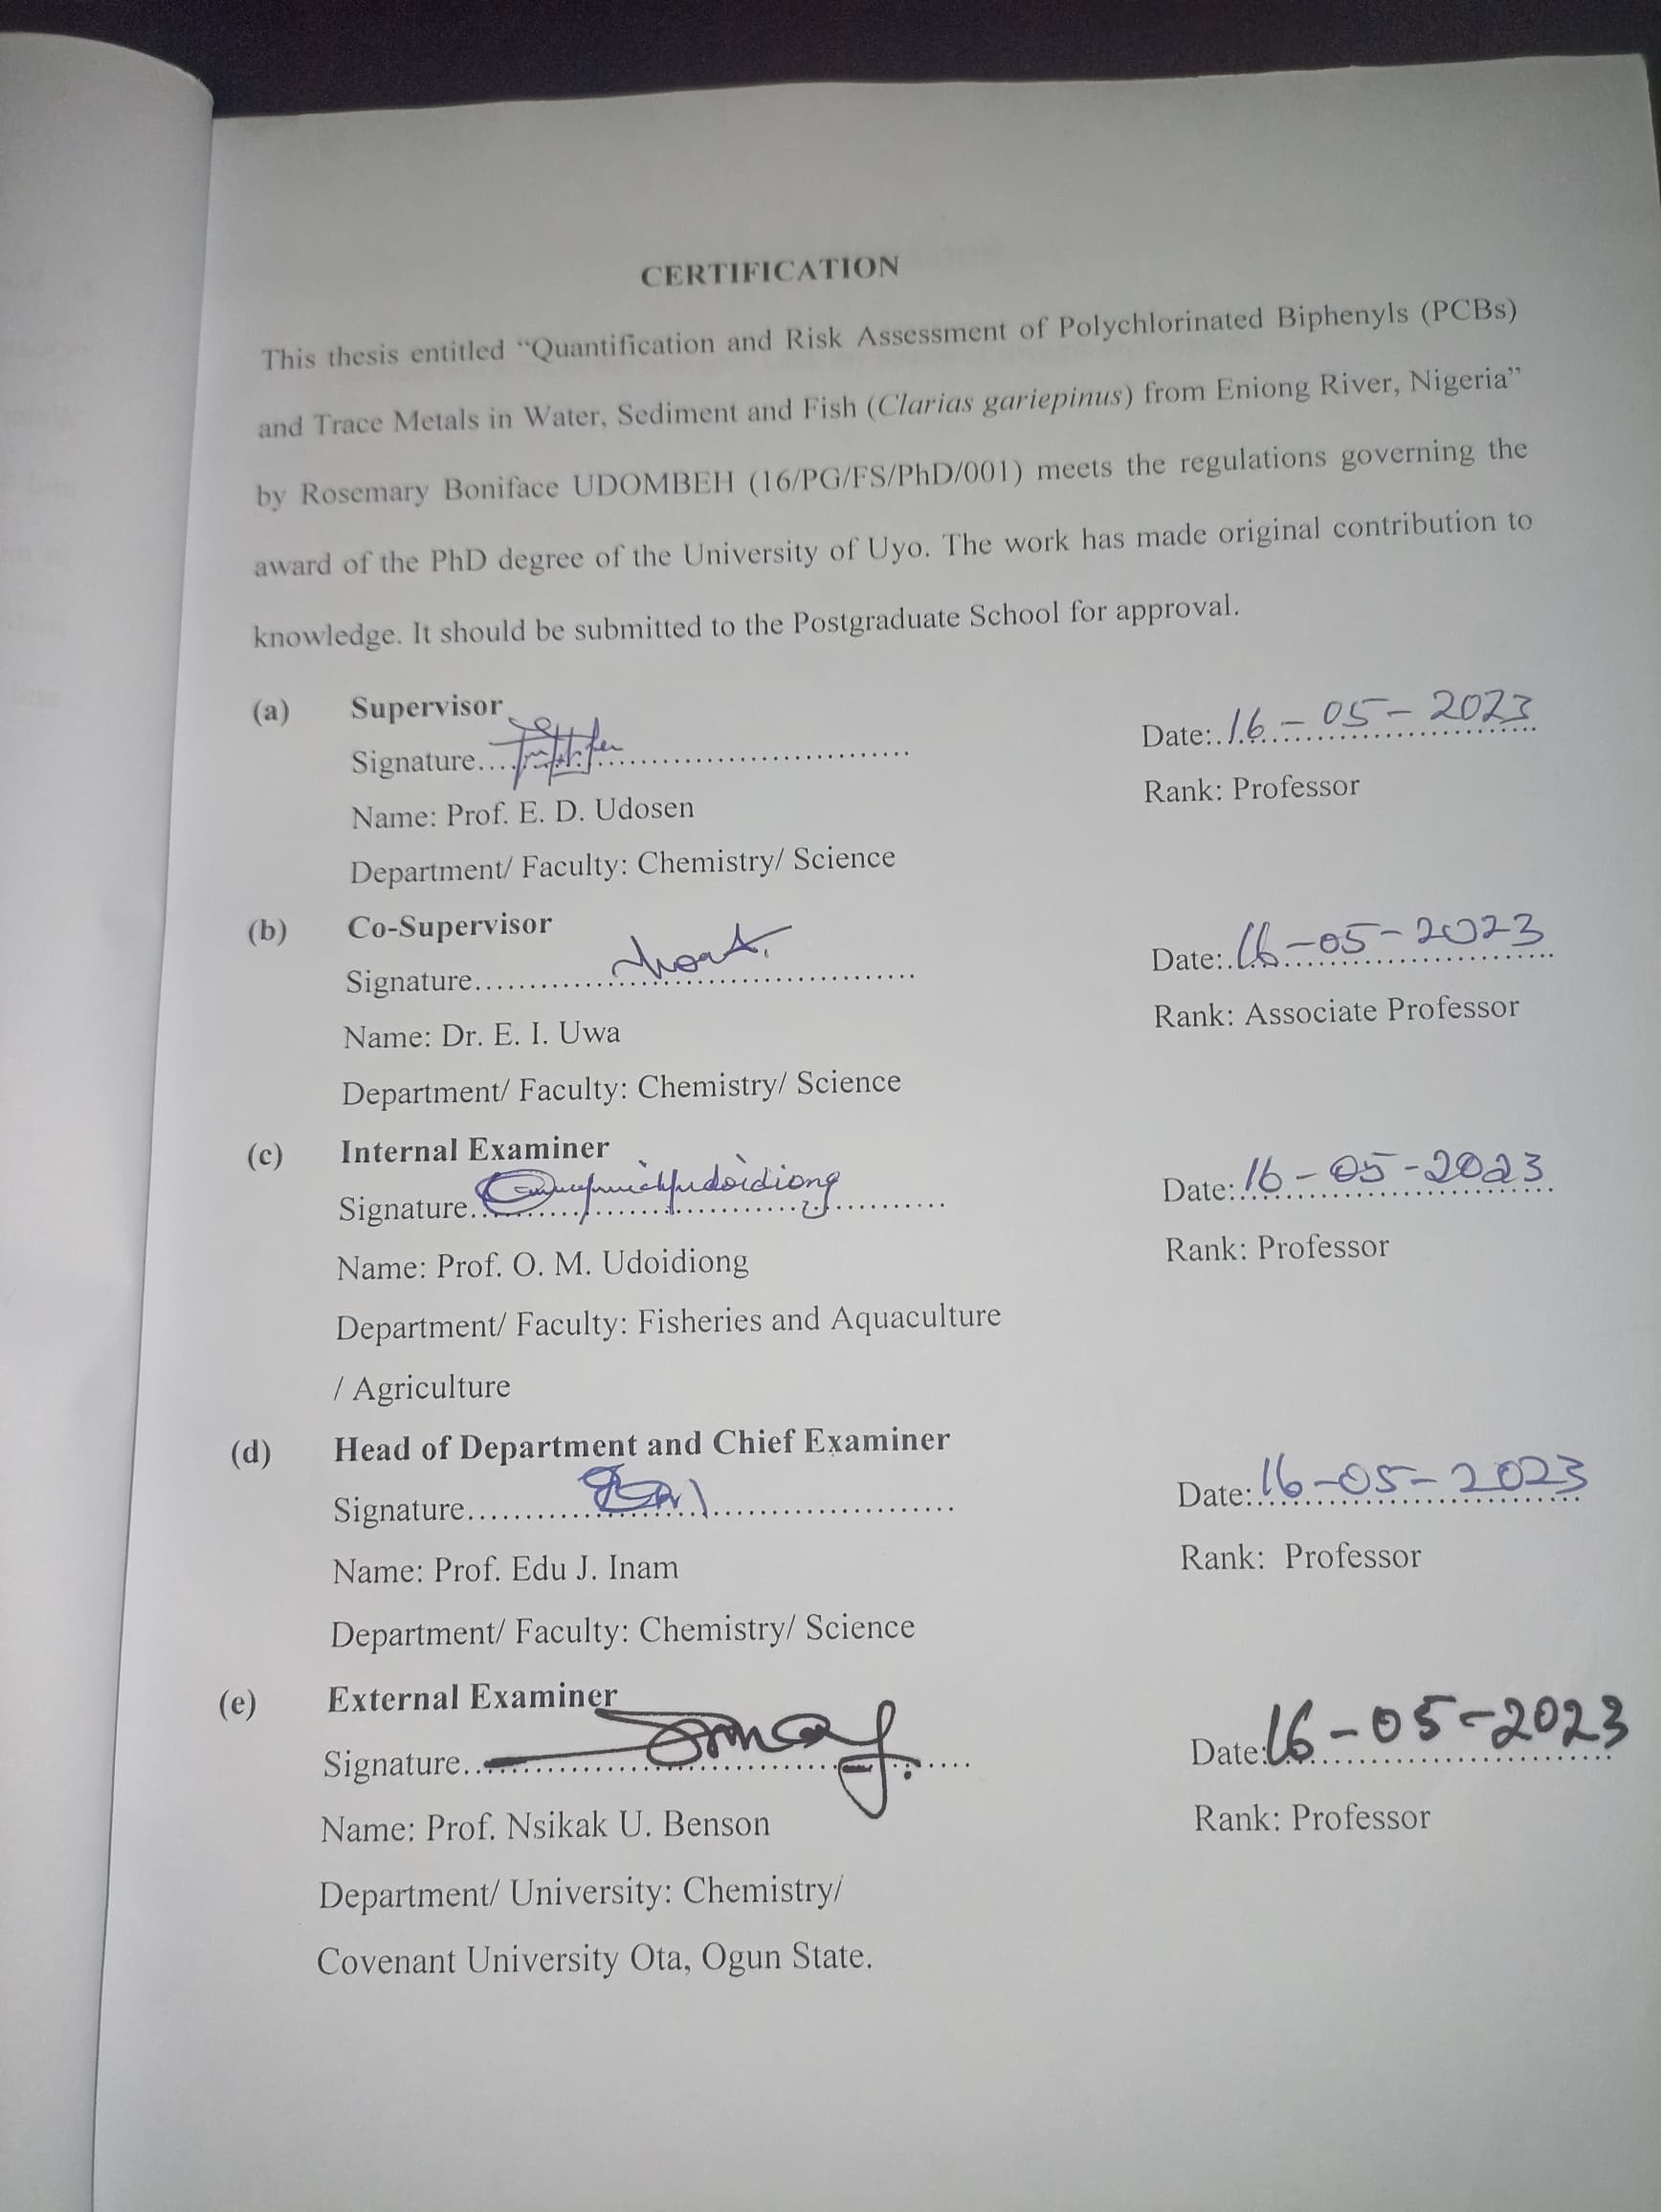 CERTIFICATION
This thesis entitled “Quantification and Risk Assessment of Polychlorinated Biphenyls (PCBs)
and Trace Metals in Water, Sediment and Fish (Clarias gariepinus) from Eniong River, Nigeria”
by Rosemary Boniface UDOMBEH (16/PG/FS/PhD/001) meets the regulations governing the
award of the PhD degree of the University of Uyo. The work has made original contribution to
knowledge. It should be submitted to the Postgraduate School for approval.
(a) Supervisor
Signature.... Date:..16-05-2023
Name: Prof. E. D. Udosen Rank: Professor
Department/ Faculty: Chemistry/ Science
(b) Co-Supervisor
Signature.... Date:..16-05-2023
Name: Dr. E. I. Uwa Rank: Associate Professor
Department/ Faculty: Chemistry/ Science
(c) Internal Examiner
Signature.... Date:..16-05-2023
Name: Prof. O. M. Udoidiong Rank: Professor
Department/ Faculty: Fisheries and Aquaculture
/ Agriculture
(d) Head of Department and Chief Examiner
Signature.... Date:..16-05-2023
Name: Prof. Edu J. Inam Rank: Professor
Department/ Faculty: Chemistry/ Science
(e) External Examiner
Signature.... Date:16-05-2023
Name: Prof. Nsikak U. Benson Rank: Professor
Department/ University: Chemistry/
Covenant University Ota, Ogun State.